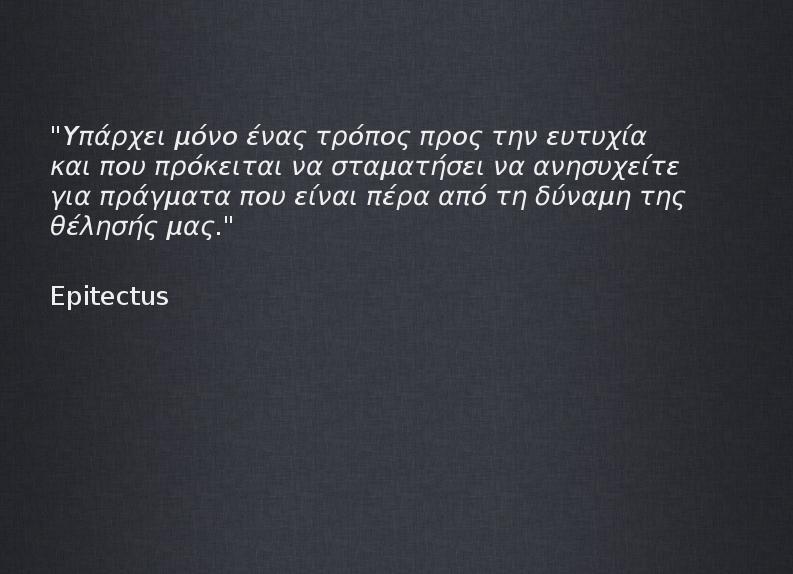 "Υπάρχει μόνο ένας τρόπος προς την ευτυχία
και που πρόκειται να σταματήσει να ανησυχείτε
για πράγματα που είναι πέρα από τη δύναμη της
θέλησής μας."
Epitectus